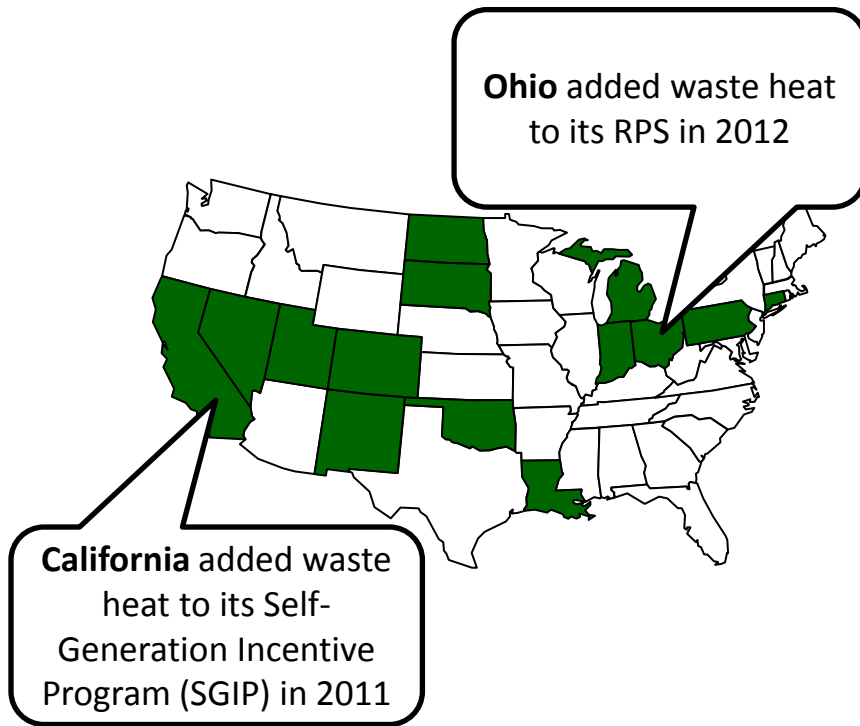 Ohio added waste heat
to its RPS in 2012
California added waste
heat to its Self-
Generation Incentive
Program (SGIP) in 2011